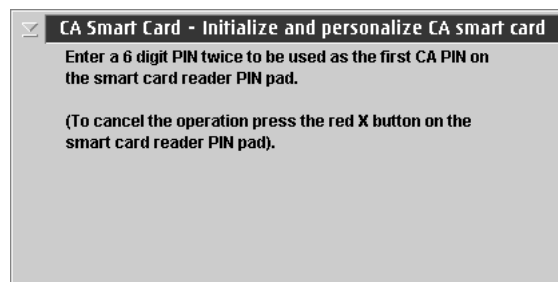 CA Smart Card - Initialize and personalize CA smart card
Enter a 6 digit PIN twice to be used as the first CA PIN on
the smart card reader PIN pad.
(To cancel the operation press the red X button on the
smart card reader PIN pad).